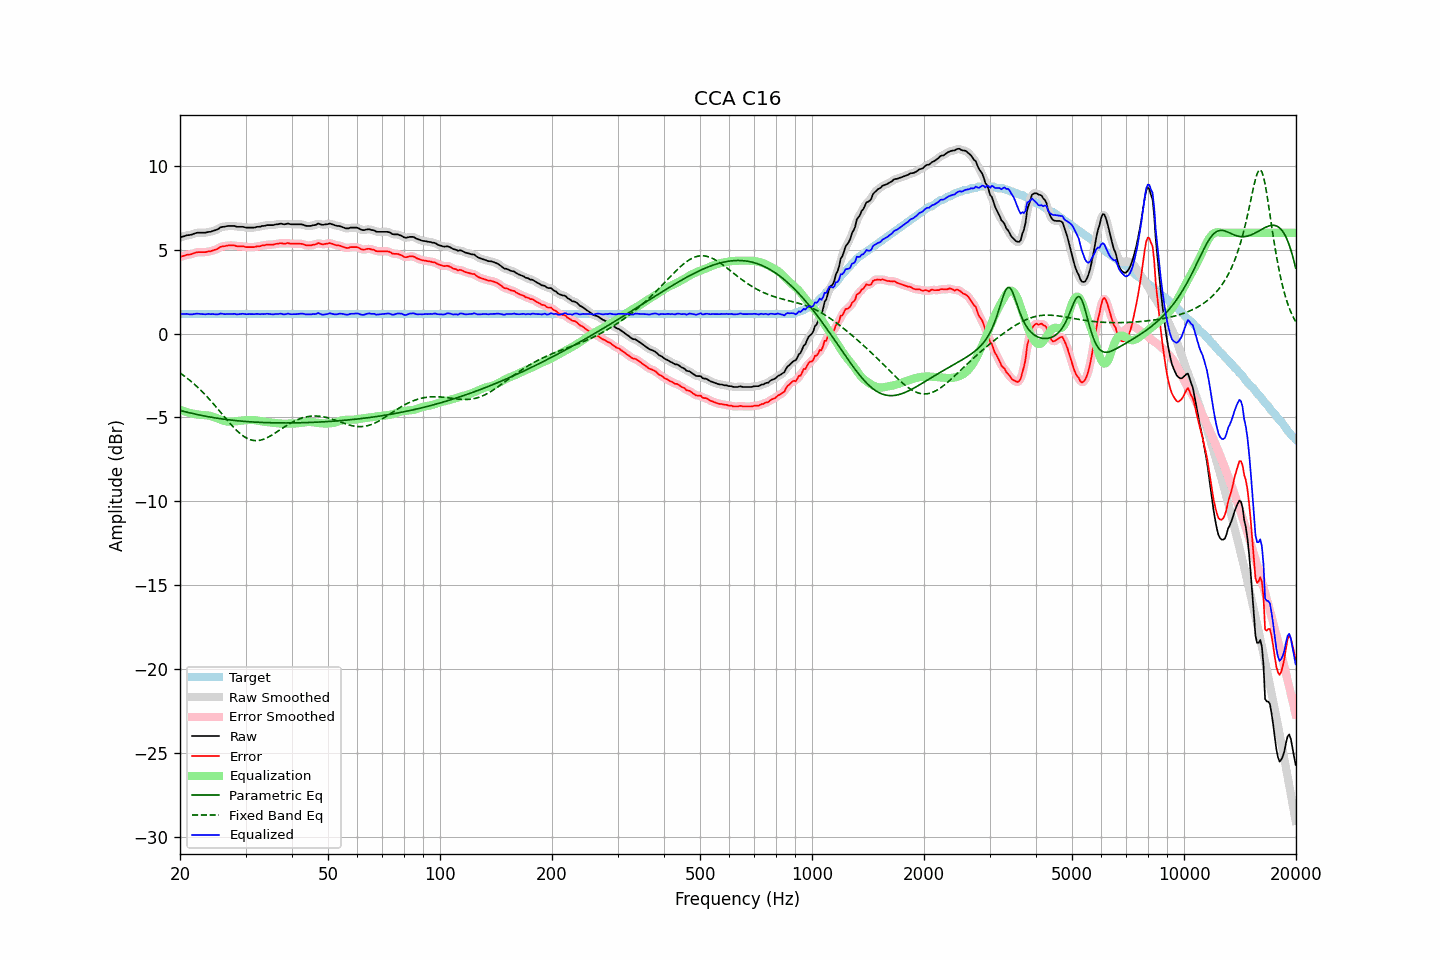 CCA C16
10
5
0
−5
−10
−15
−20
−25
−30
Amplitude (dBr)
Target
Raw Smoothed
Error Smoothed
Raw
Error
Equalization
Parametric Eq
Fixed Band Eq
Equalized
20 50 100 200 500 1000 2000 5000 10000 20000
Frequency (Hz)